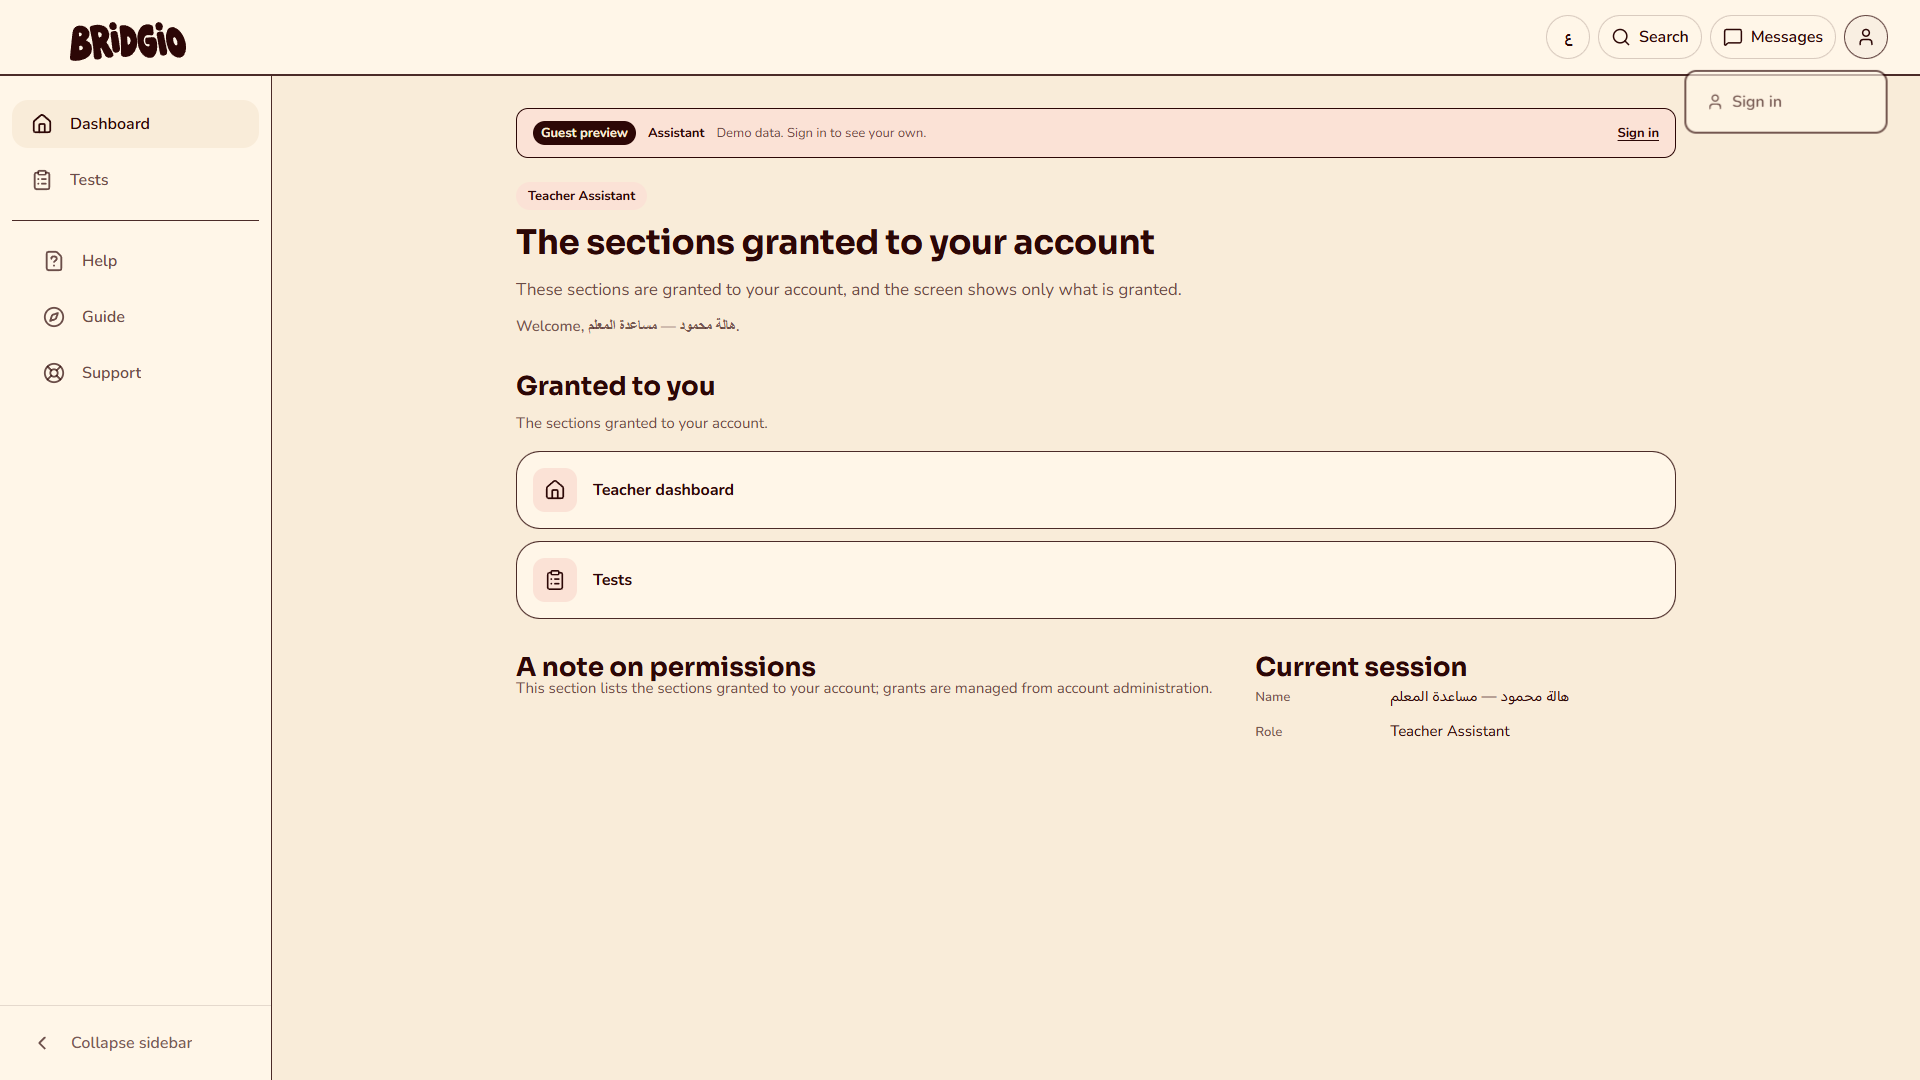 BRiDGiO
ع
Search
Messages
Sign in
Dashboard
Tests
Help
Guide
Support
Collapse sidebar
Guest preview Assistant Demo data. Sign in to see your own. Sign in
Teacher Assistant
The sections granted to your account
These sections are granted to your account, and the screen shows only what is granted.
Welcome, هالة محمود — مساعدة المعلم.
Granted to you
The sections granted to your account.
Teacher dashboard
Tests
A note on permissions
This section lists the sections granted to your account; grants are managed from account administration.
Current session
Name هالة محمود — مساعدة المعلم
Role Teacher Assistant